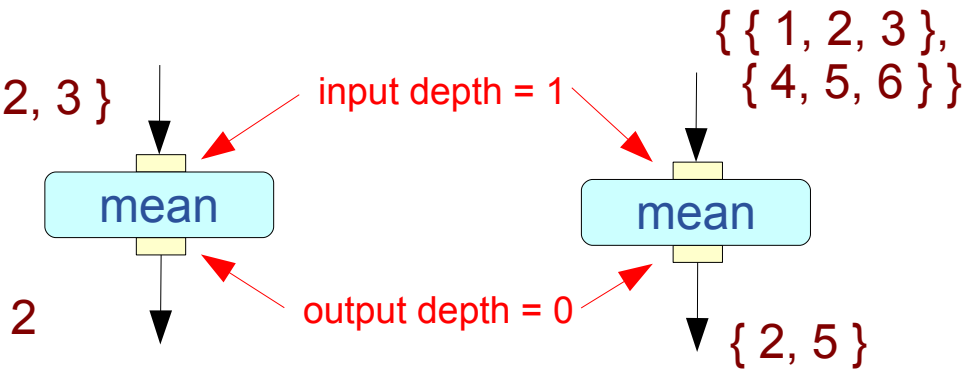 { { 1, 2, 3 },
{ 4, 5, 6 } }
2, 3 }
input depth = 1
mean
mean
output depth = 0
2
{ 2, 5 }